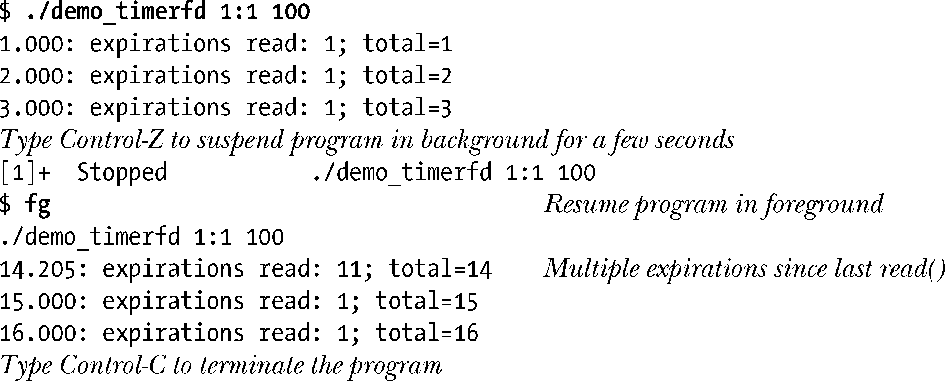 $ ./demo_timerfd 1:1 100
1.000: expirations read: 1; total=1
2.000: expirations read: 1; total=2
3.000: expirations read: 1; total=3
Type Control-Z to suspend program in background for a few seconds
[1]+  Stopped          ./demo_timerfd 1:1 100
$ fg          Resume program in foreground
./demo_timerfd 1:1 100
14.205: expirations read: 11; total=14    Multiple expirations since last read()
15.000: expirations read: 1; total=15
16.000: expirations read: 1; total=16
Type Control-C to terminate the program